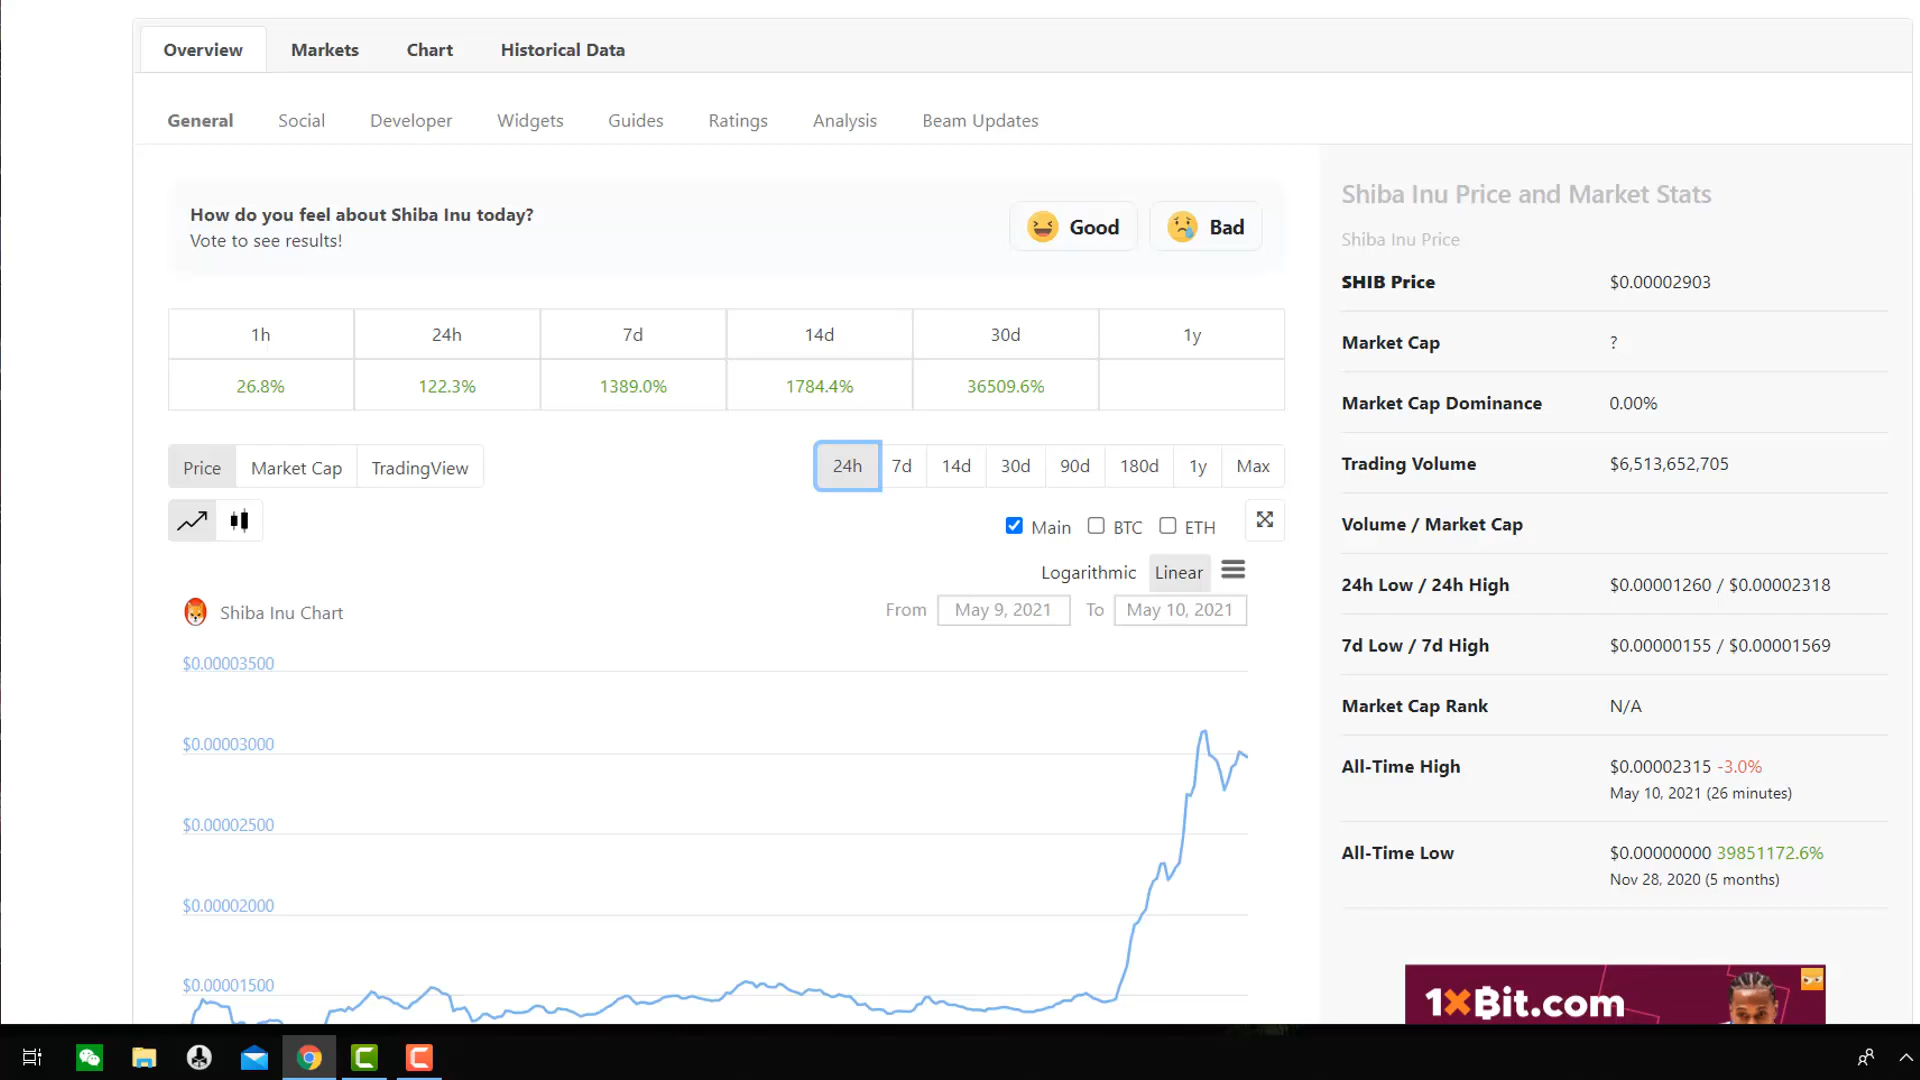 Overview Markets Chart Historical Data
General Social Developer Widgets Guides Ratings Analysis Beam Updates
How do you feel about Shiba Inu today?
Vote to see results!
Good Bad
1h 24h 7d 14d 30d 1y
26.8% 122.3% 1389.0% 1784.4% 36509.6%
Price Market Cap TradingView
24h 7d 14d 30d 90d 180d 1y Max
Main BTC ETH
Logarithmic Linear
Shiba Inu Chart
From May 9, 2021 To May 10, 2021
$0.00003500
$0.00003000
$0.00002500
$0.00002000
$0.00001500
Shiba Inu Price and Market Stats
Shiba Inu Price
SHIB Price $0.00002903
Market Cap ?
Market Cap Dominance 0.00%
Trading Volume $6,513,652,705
Volume / Market Cap
24h Low / 24h High $0.00001260 / $0.00002318
7d Low / 7d High $0.00000155 / $0.00001569
Market Cap Rank N/A
All-Time High $0.00002315 -3.0%
May 10, 2021 (26 minutes)
All-Time Low $0.00000000 39851172.6%
Nov 28, 2020 (5 months)
1XBit.com